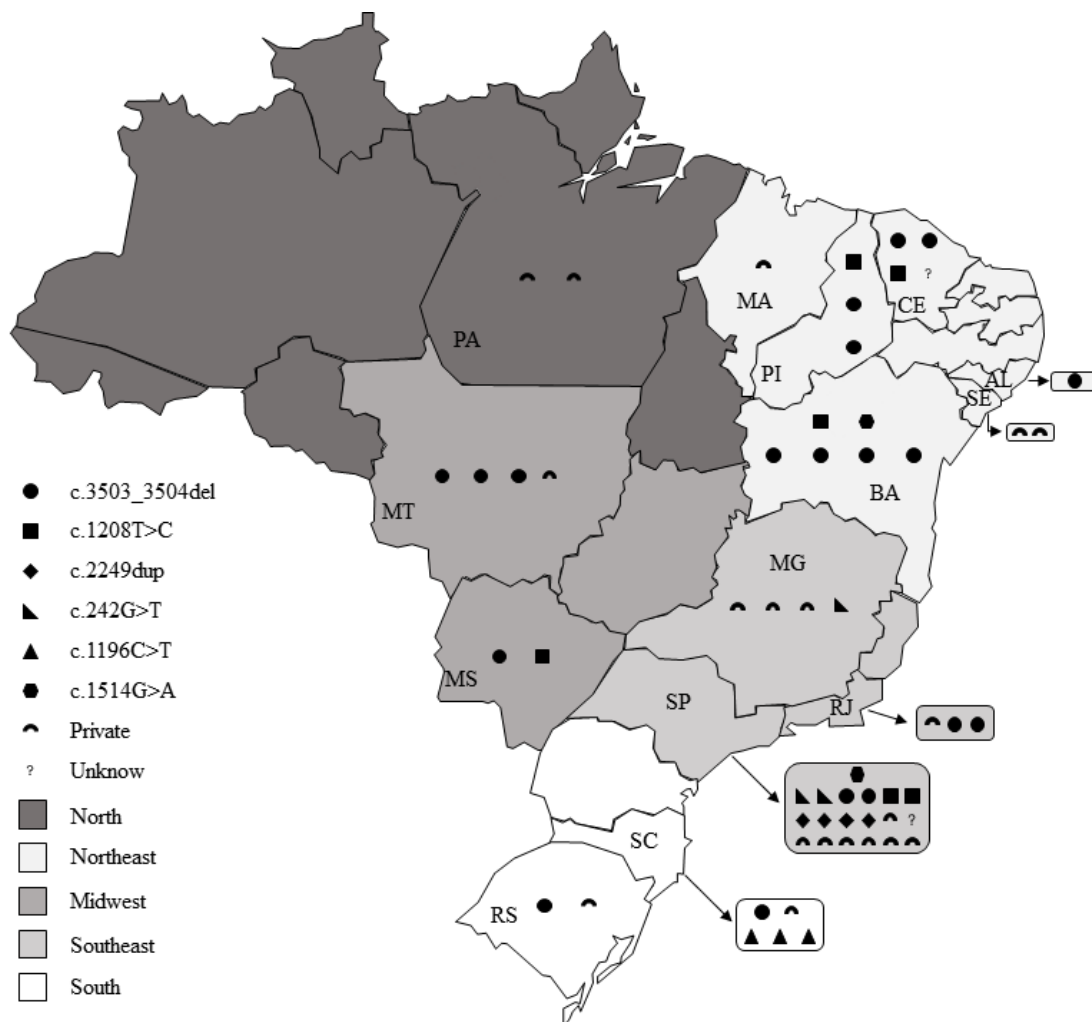 PA
MA
CE
PI
AL
SE
BA
MT
MG
MS
SP
RJ
SC
RS
?
?
c.3503_3504del
c.1208T>C
c.2249dup
c.242G>T
c.1196C>T
c.1514G>A
Private
? Unknow
North
Northeast
Midwest
Southeast
South